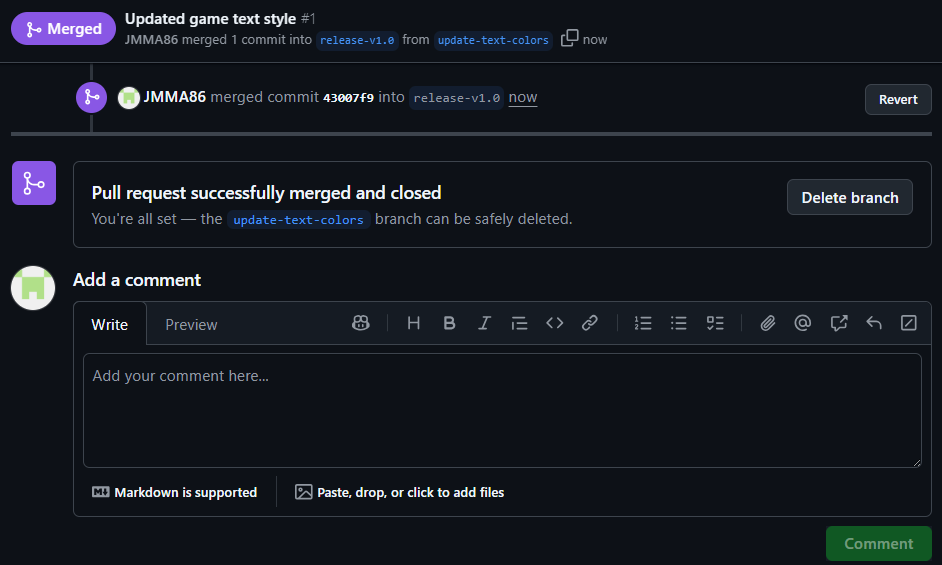 Merged
Updated game text style #1
JMMA86 merged 1 commit into release-v1.0 from update-text-colors now
JMMA86 merged commit 43007f9 into release-v1.0 now
Revert
Pull request successfully merged and closed
You're all set — the update-text-colors branch can be safely deleted.
Delete branch
Add a comment
Write Preview
Add your comment here...
Markdown is supported
Paste, drop, or click to add files
Comment